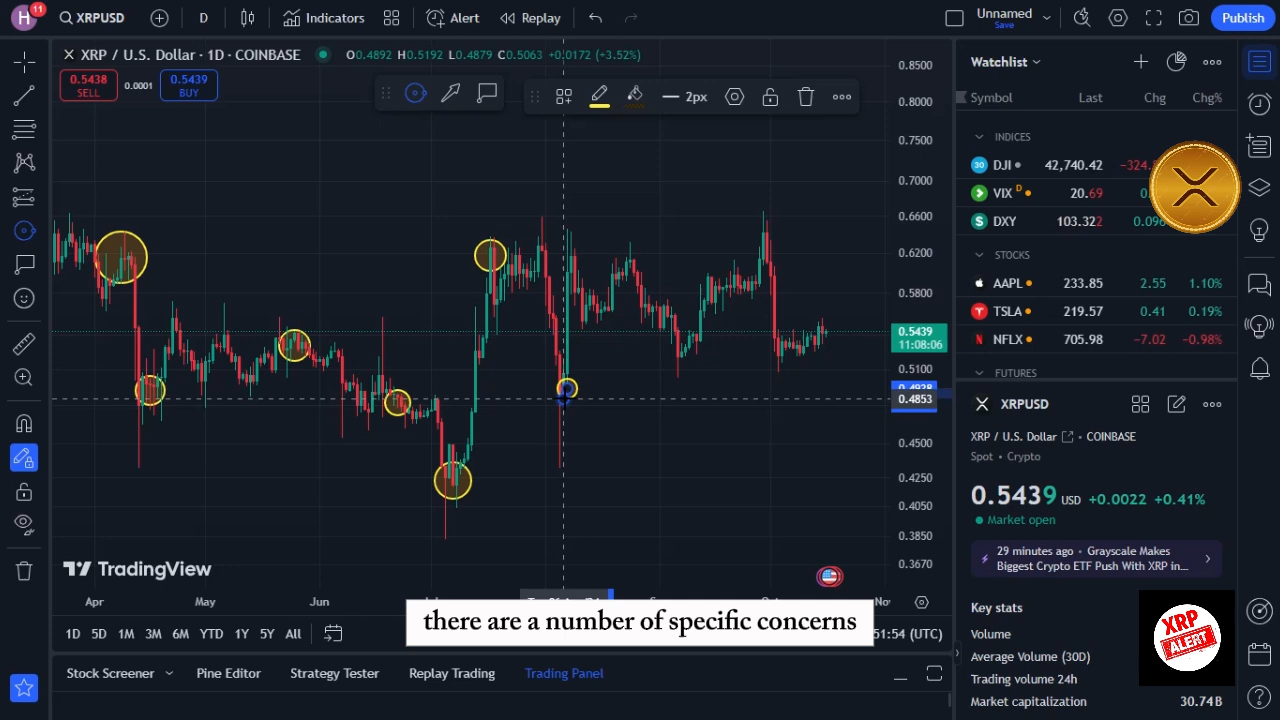 H
11
XRPUSD
D
Indicators
Alert
Replay
Unnamed
Save
Publish
XRP / U.S. Dollar · 1D · COINBASE
O0.4892 H0.5192 L0.4879 C0.5063 +0.0172 (+3.52%)
0.5438
SELL
0.0001
0.5439
BUY
2px
0.8500
0.8000
0.7500
0.7000
0.6600
0.6200
0.5800
0.5439
11:08:06
0.5100
0.4853
0.4500
0.4250
0.4050
0.3850
0.3670
TradingView
Apr
May
Jun
1D 5D 1M 3M 6M YTD 1Y 5Y All
there are a number of specific concerns
51:54 (UTC)
Stock Screener
Pine Editor
Strategy Tester
Replay Trading
Trading Panel
Watchlist
Symbol Last Chg Chg%
INDICES
30 DJI 42,740.42
VIX D 20.69
$ DXY 103.322
STOCKS
AAPL 233.85 2.55 1.10%
TSLA 219.57 0.41 0.19%
NFLX 705.98 −7.02 −0.98%
FUTURES
XRPUSD
XRP / U.S. Dollar COINBASE
Spot • Crypto
0.5439 USD +0.0022 +0.41%
Market open
29 minutes ago • Grayscale Makes
Biggest Crypto ETF Push With XRP in...
Key stats
Volume
Average Volume (30D)
Trading volume 24h
Market capitalization 30.74B
XRP
ALERT